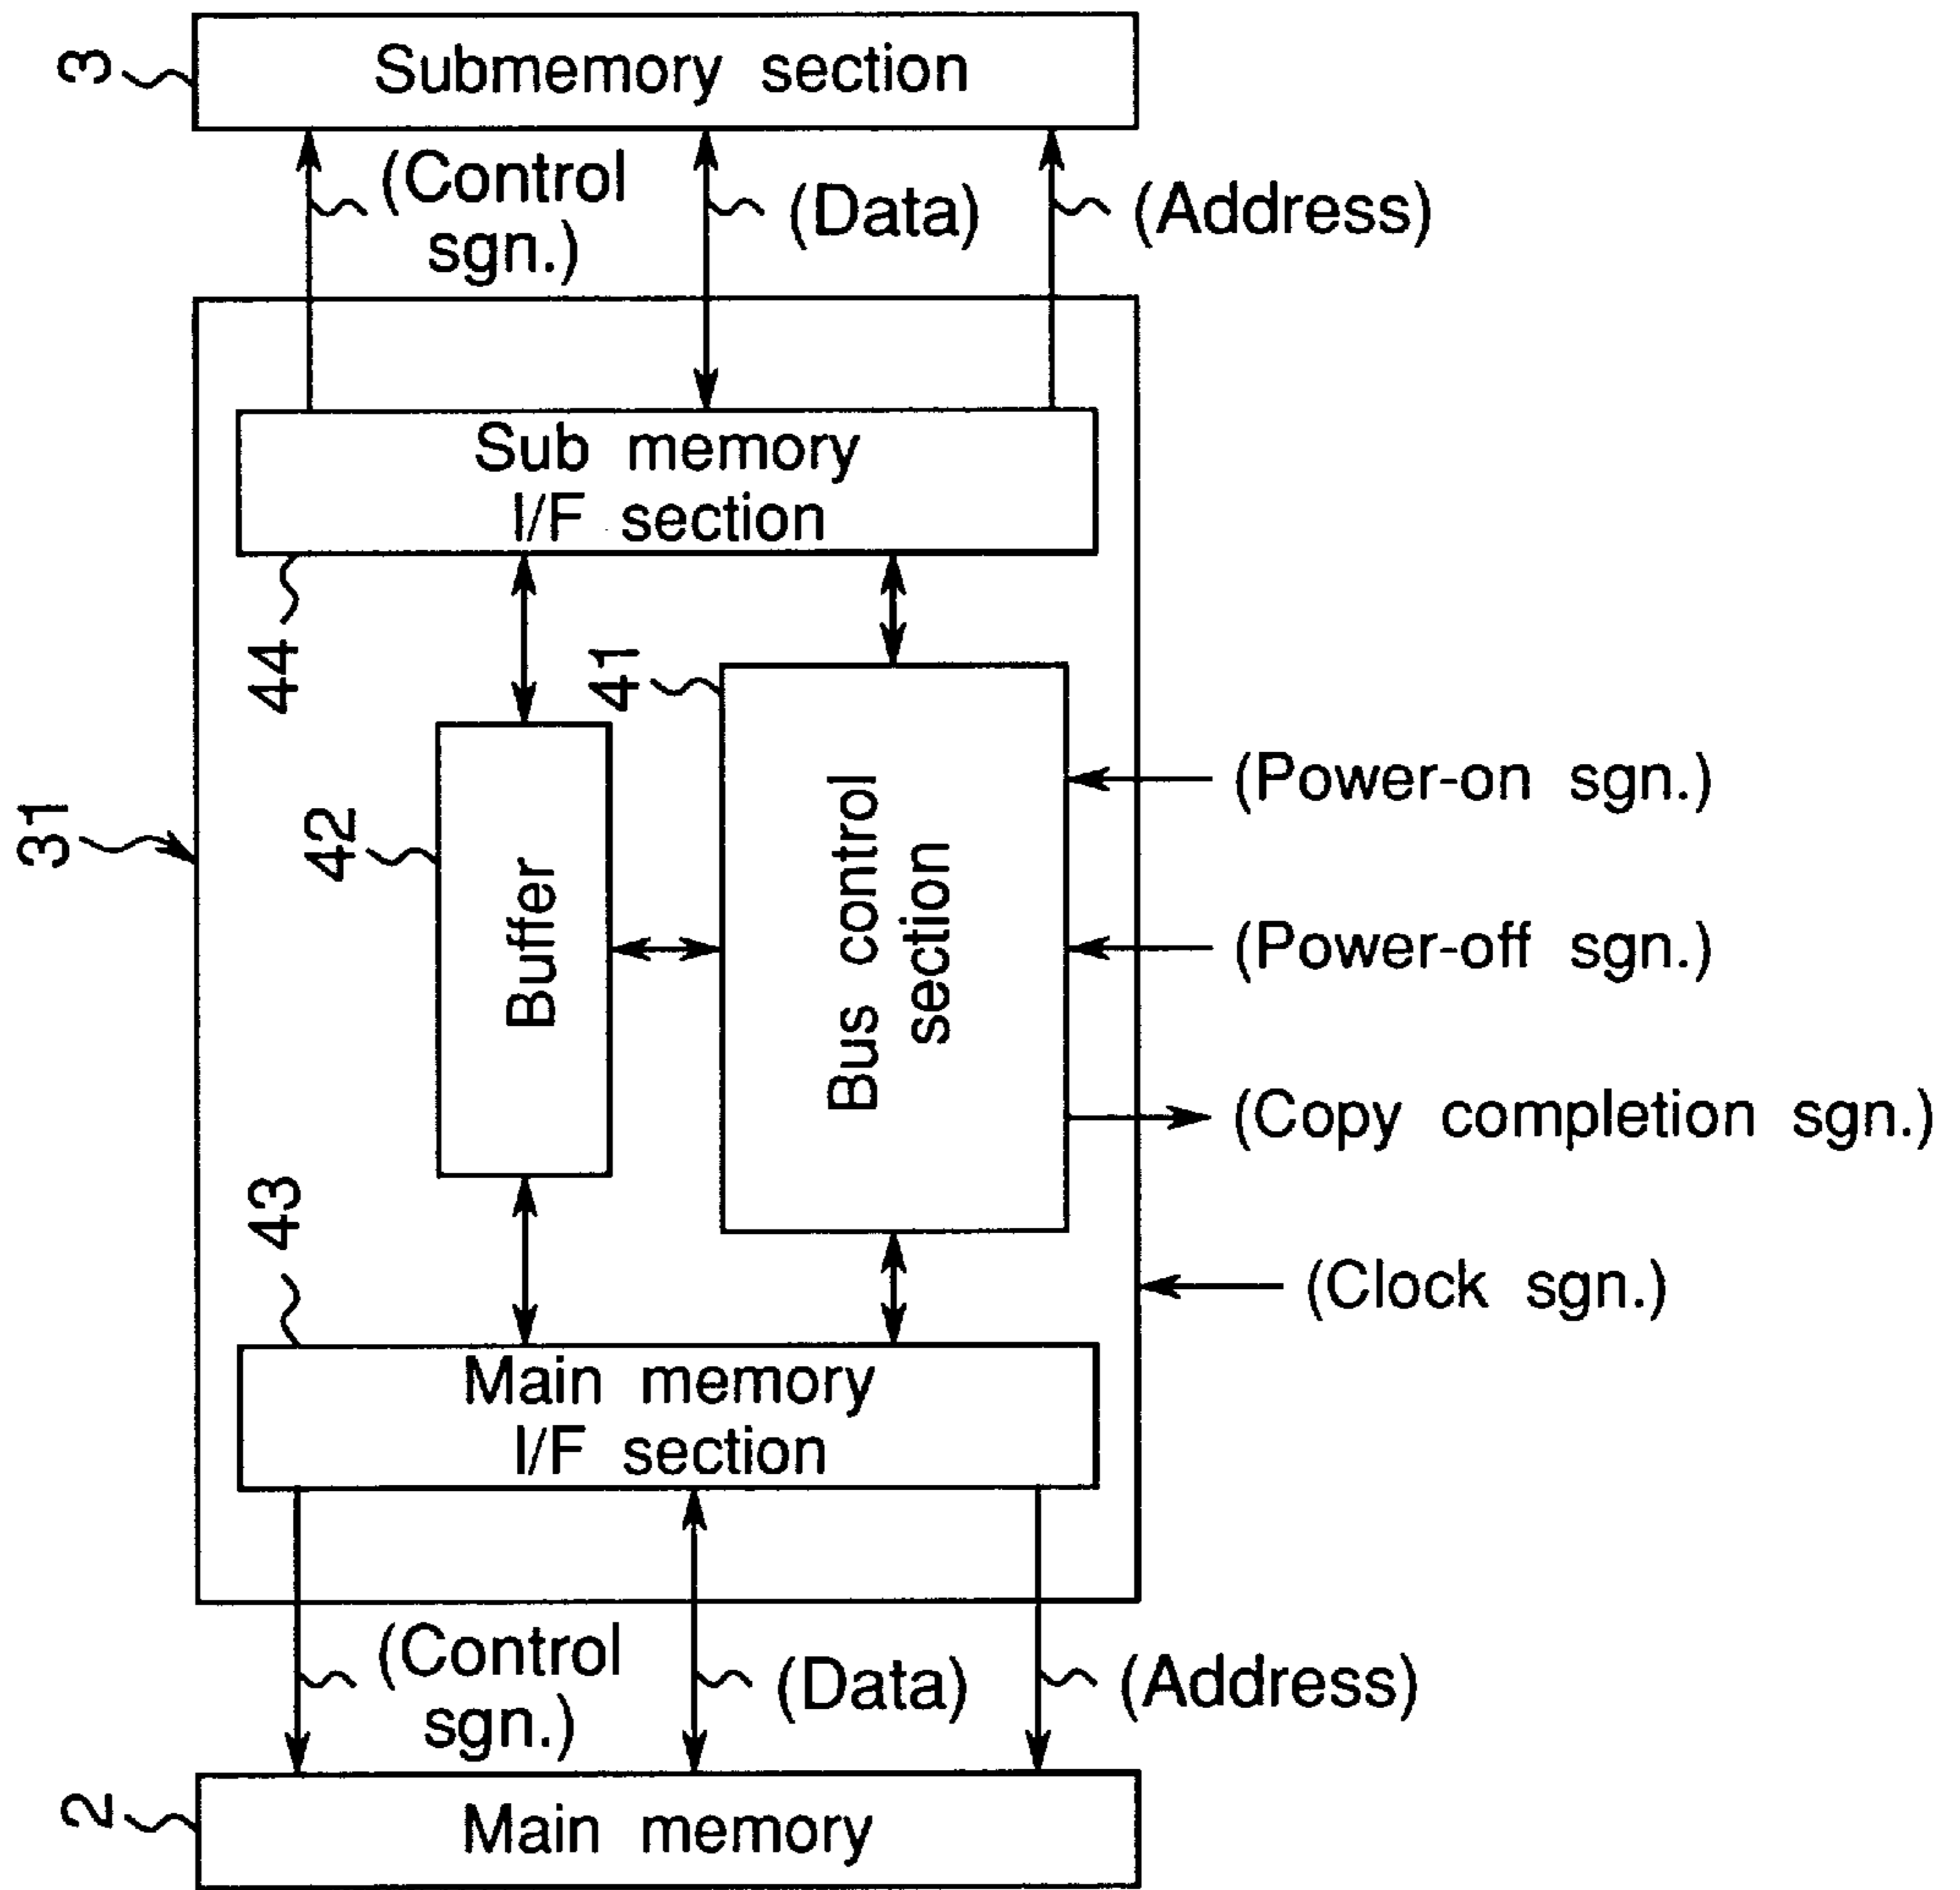 3
Submemory section
(Control
sgn.)
(Data)
(Address)
Sub memory
I/F section
44
41
31
42
Buffer
Bus control
section
(Power-on sgn.)
(Power-off sgn.)
(Copy completion sgn.)
43
(Clock sgn.)
Main memory
I/F section
(Control
sgn.)
(Data)
(Address)
2
Main memory